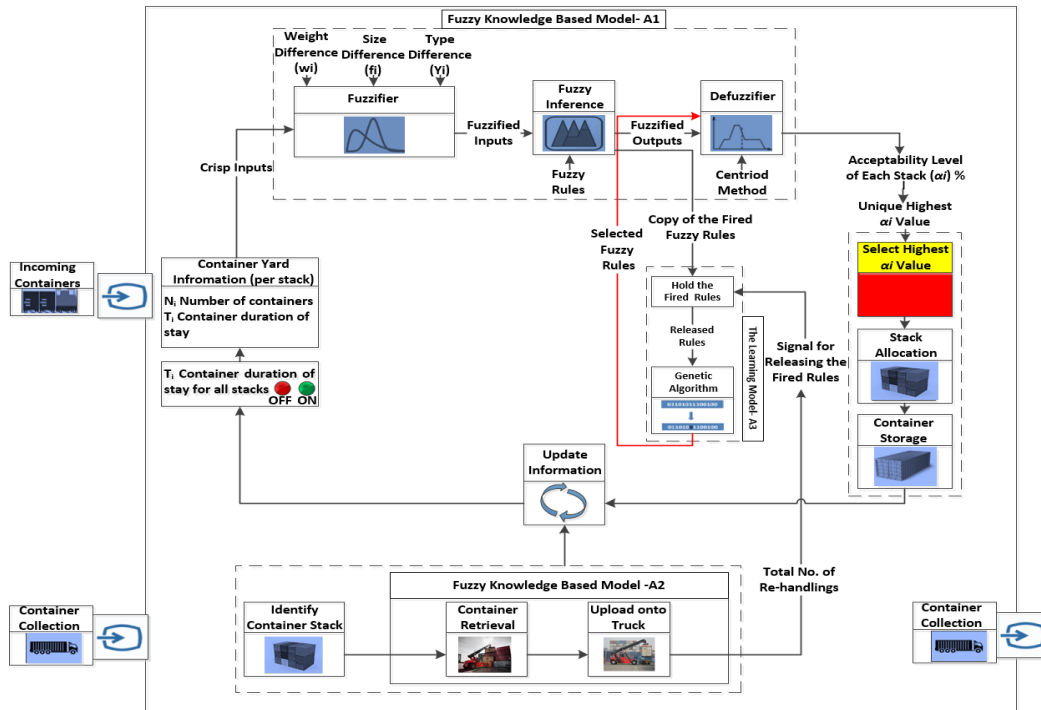 Fuzzy Knowledge Based Model- A1
Weight
Difference
(wi)
Size
Difference
(fi)
Type
Difference
(Yi)
Fuzzifier
Fuzzified
Inputs
Fuzzy
Inference
Fuzzy
Rules
Fuzzified
Outputs
Defuzzifier
Centriod
Method
Crisp Inputs
Acceptability Level
of Each Stack (αi) %
Unique Highest
αi Value
Select Highest
αi Value
Stack
Allocation
Container
Storage
Copy of the Fired
Fuzzy Rules
Selected
Fuzzy
Rules
Hold the
Fired Rules
Released
Rules
Genetic
Algorithm
The Learning Model- A3
Signal for
Releasing the
Fired Rules
Incoming
Containers
Container Yard
Infromation (per stack)
Ni Number of containers
Ti Container duration of
stay
Ti Container duration of
stay for all stacks
OFF ON
Update
Information
Total No. of
Re-handlings
Fuzzy Knowledge Based Model -A2
Identify
Container Stack
Container
Retrieval
Upload onto
Truck
Container
Collection
Container
Collection